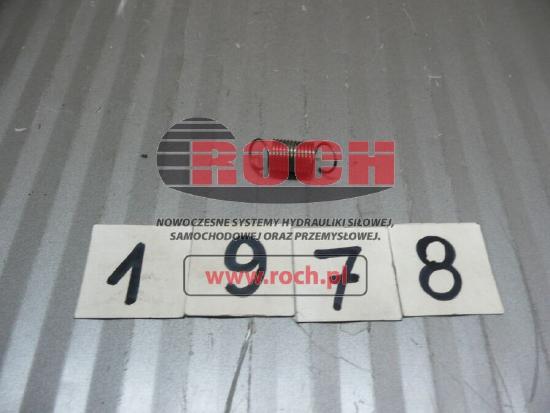 ROCH
NOWOCZESNE SYSTEMY HYDRAULIKI SIŁOWEJ,
SAMOCHODOWEJ ORAZ PRZEMYSŁOWEJ.
1 9 7 8
www.roch.pl